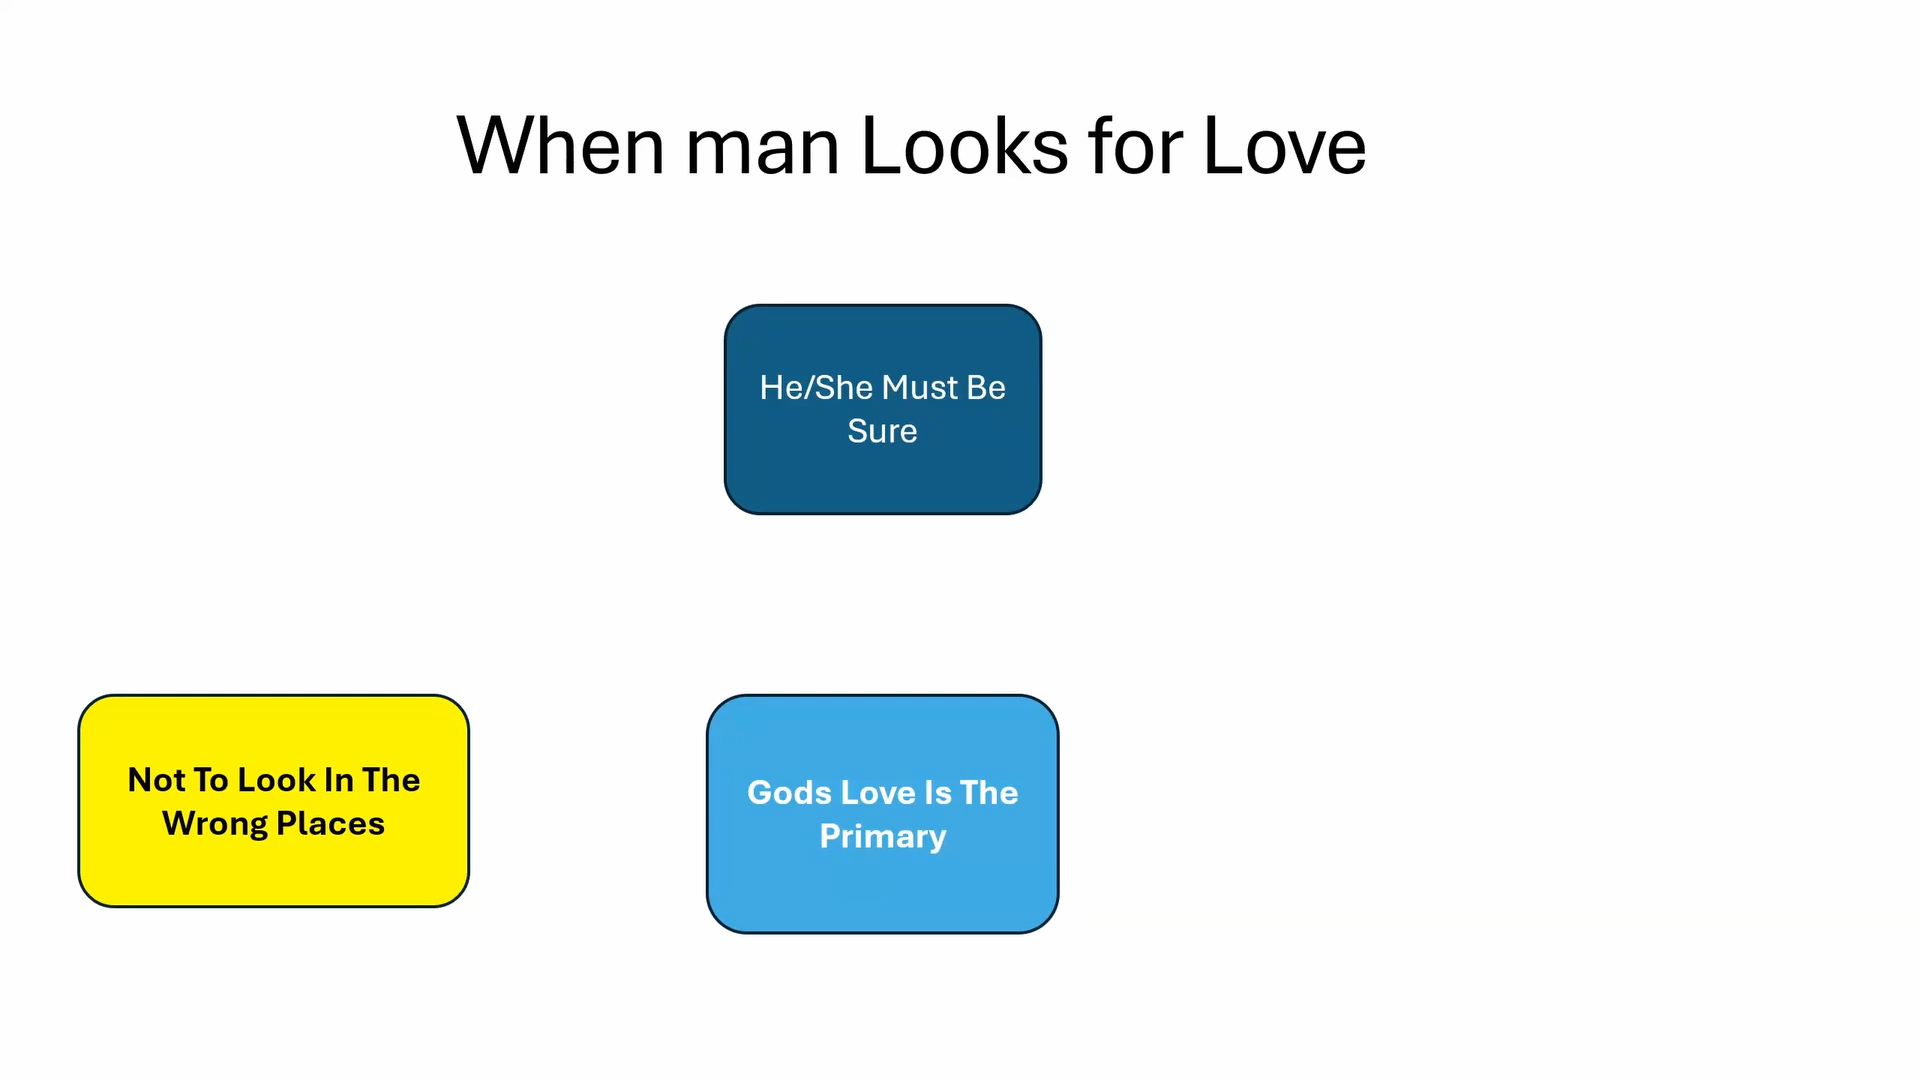 When man Looks for Love
He/She Must Be
Sure
Not To Look In The
Wrong Places
Gods Love Is The
Primary